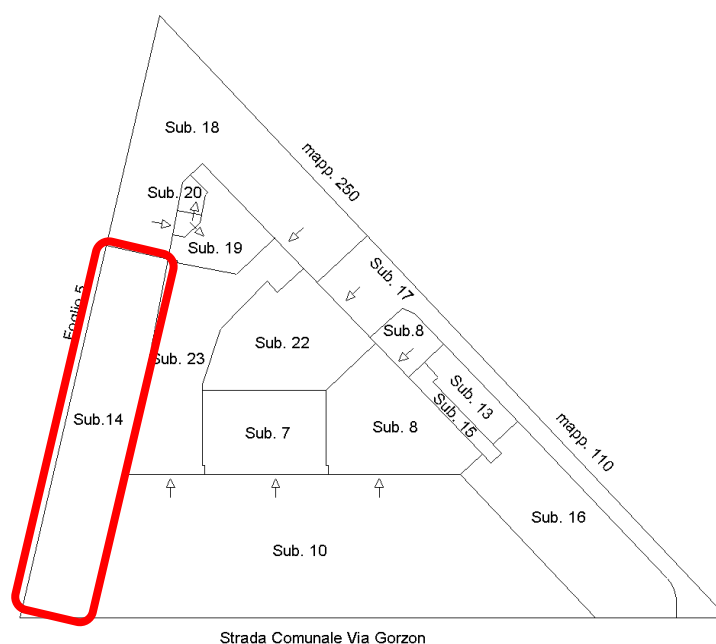 Sub. 18
mapp. 250
Sub. 20
Sub. 19
Sub. 17
Foglio 5
Sub.8
Sub. 22
Sub. 23
Sub. 13
Sub. 15
Sub.14
Sub. 7
Sub. 8
mapp. 110
Sub. 16
Sub. 10
Strada Comunale Via Gorzon